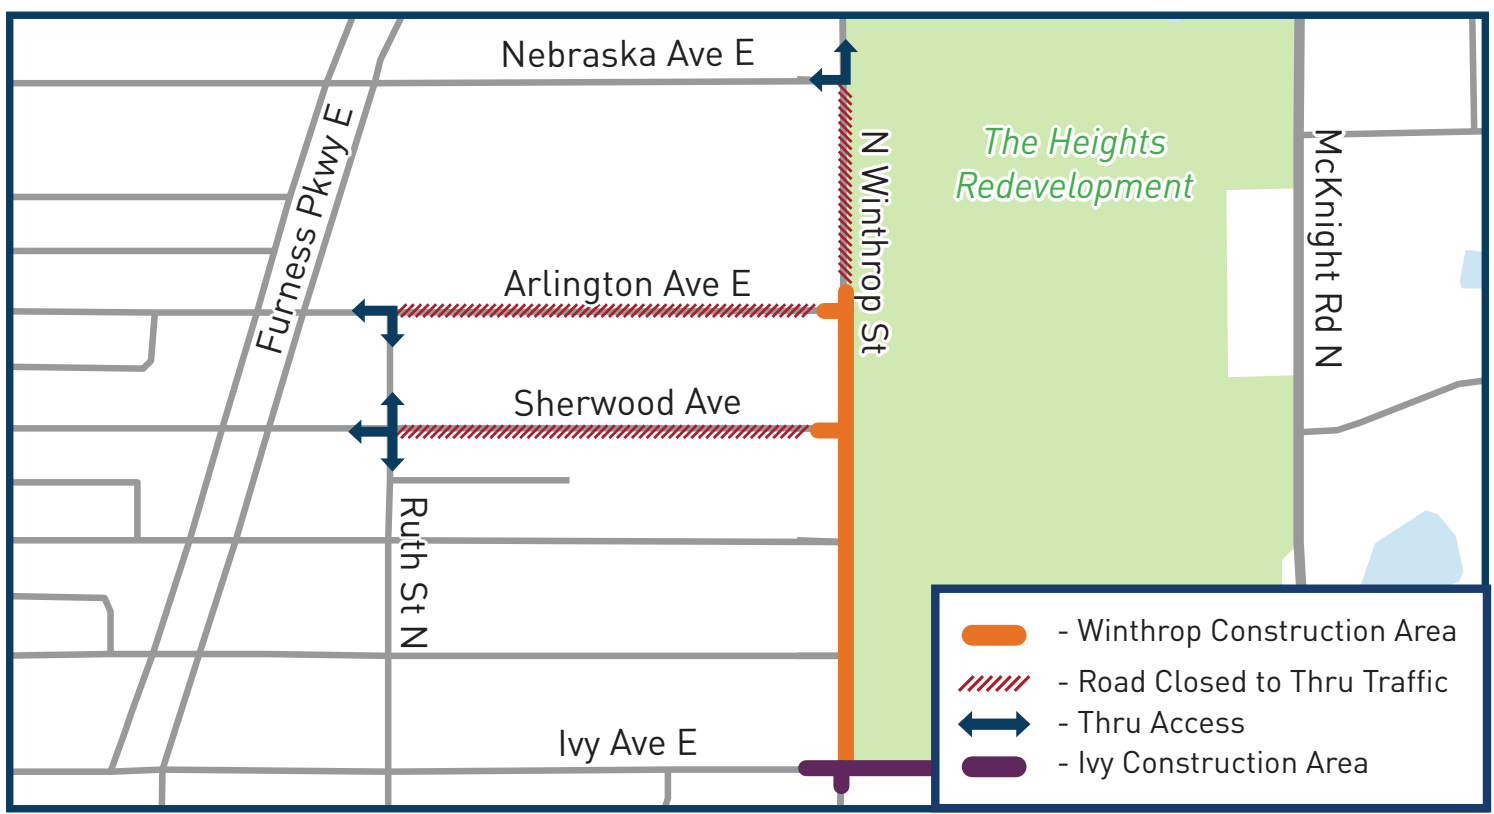 Nebraska Ave E
Furness Pkwy E
N Winthrop St
The Heights
Redevelopment
McKnight Rd N
Arlington Ave E
Sherwood Ave
Ruth St N
Ivy Ave E
- Winthrop Construction Area
- Road Closed to Thru Traffic
- Thru Access
- Ivy Construction Area